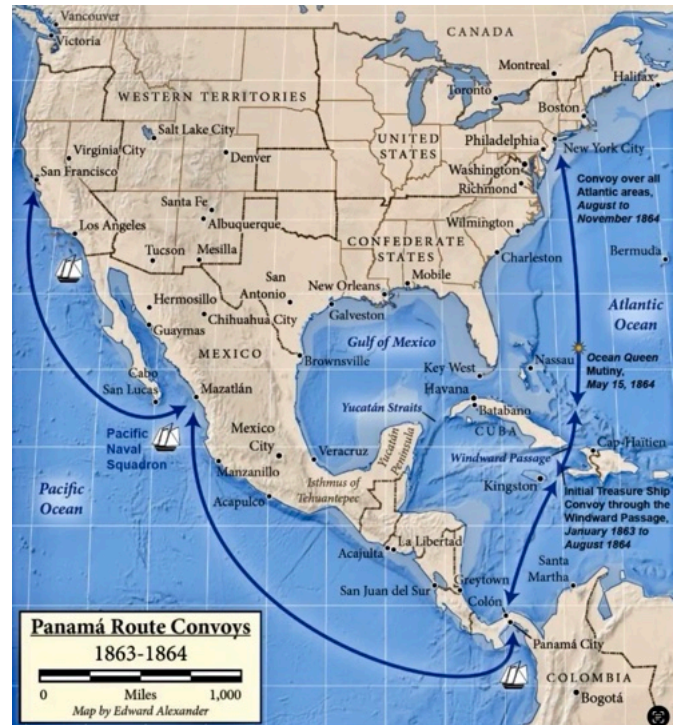 Vancouver
Victoria
CANADA
Montreal
Halifax
Toronto
Boston
WESTERN TERRITORIES
UNITED
STATES
Philadelphia
New York City
Salt Lake City
Virginia City
Denver
San Francisco
Washington
Richmond
Convoy over all
Atlantic areas,
August to
November 1864
Santa Fe
Albuquerque
Los Angeles
Wilmington
CONFEDERATE
STATES
Charleston
Bermuda
Tucson
Mesilla
San
Antonio
New Orleans
Mobile
Galveston
Hermosillo
Guaymas
Chihuahua City
Atlantic
Ocean
Gulf of Mexico
MEXICO
Brownsville
Key West
Nassau
Ocean Queen
Mutiny,
May 15, 1864
Cabo
San Lucas
Mazatlán
Havana
Batabano
Yucatán Straits
CUBA
Pacific
Naval
Squadron
Mexico
City
Veracruz
Yucatán
Peninsula
Windward Passage
Cap-Haïtien
Manzanillo
Isthmus of
Tehuantepec
Kingston
Pacific
Ocean
Acapulco
Initial Treasure Ship
Convoy through the
Windward Passage,
January 1863 to
August 1864
Acajulta
La Libertad
San Juan del Sur
Greytown
Santa
Martha
Colón
Panamá City
COLOMBIA
Bogotá
Panamá Route Convoys
1863-1864
0 Miles 1,000
Map by Edward Alexander